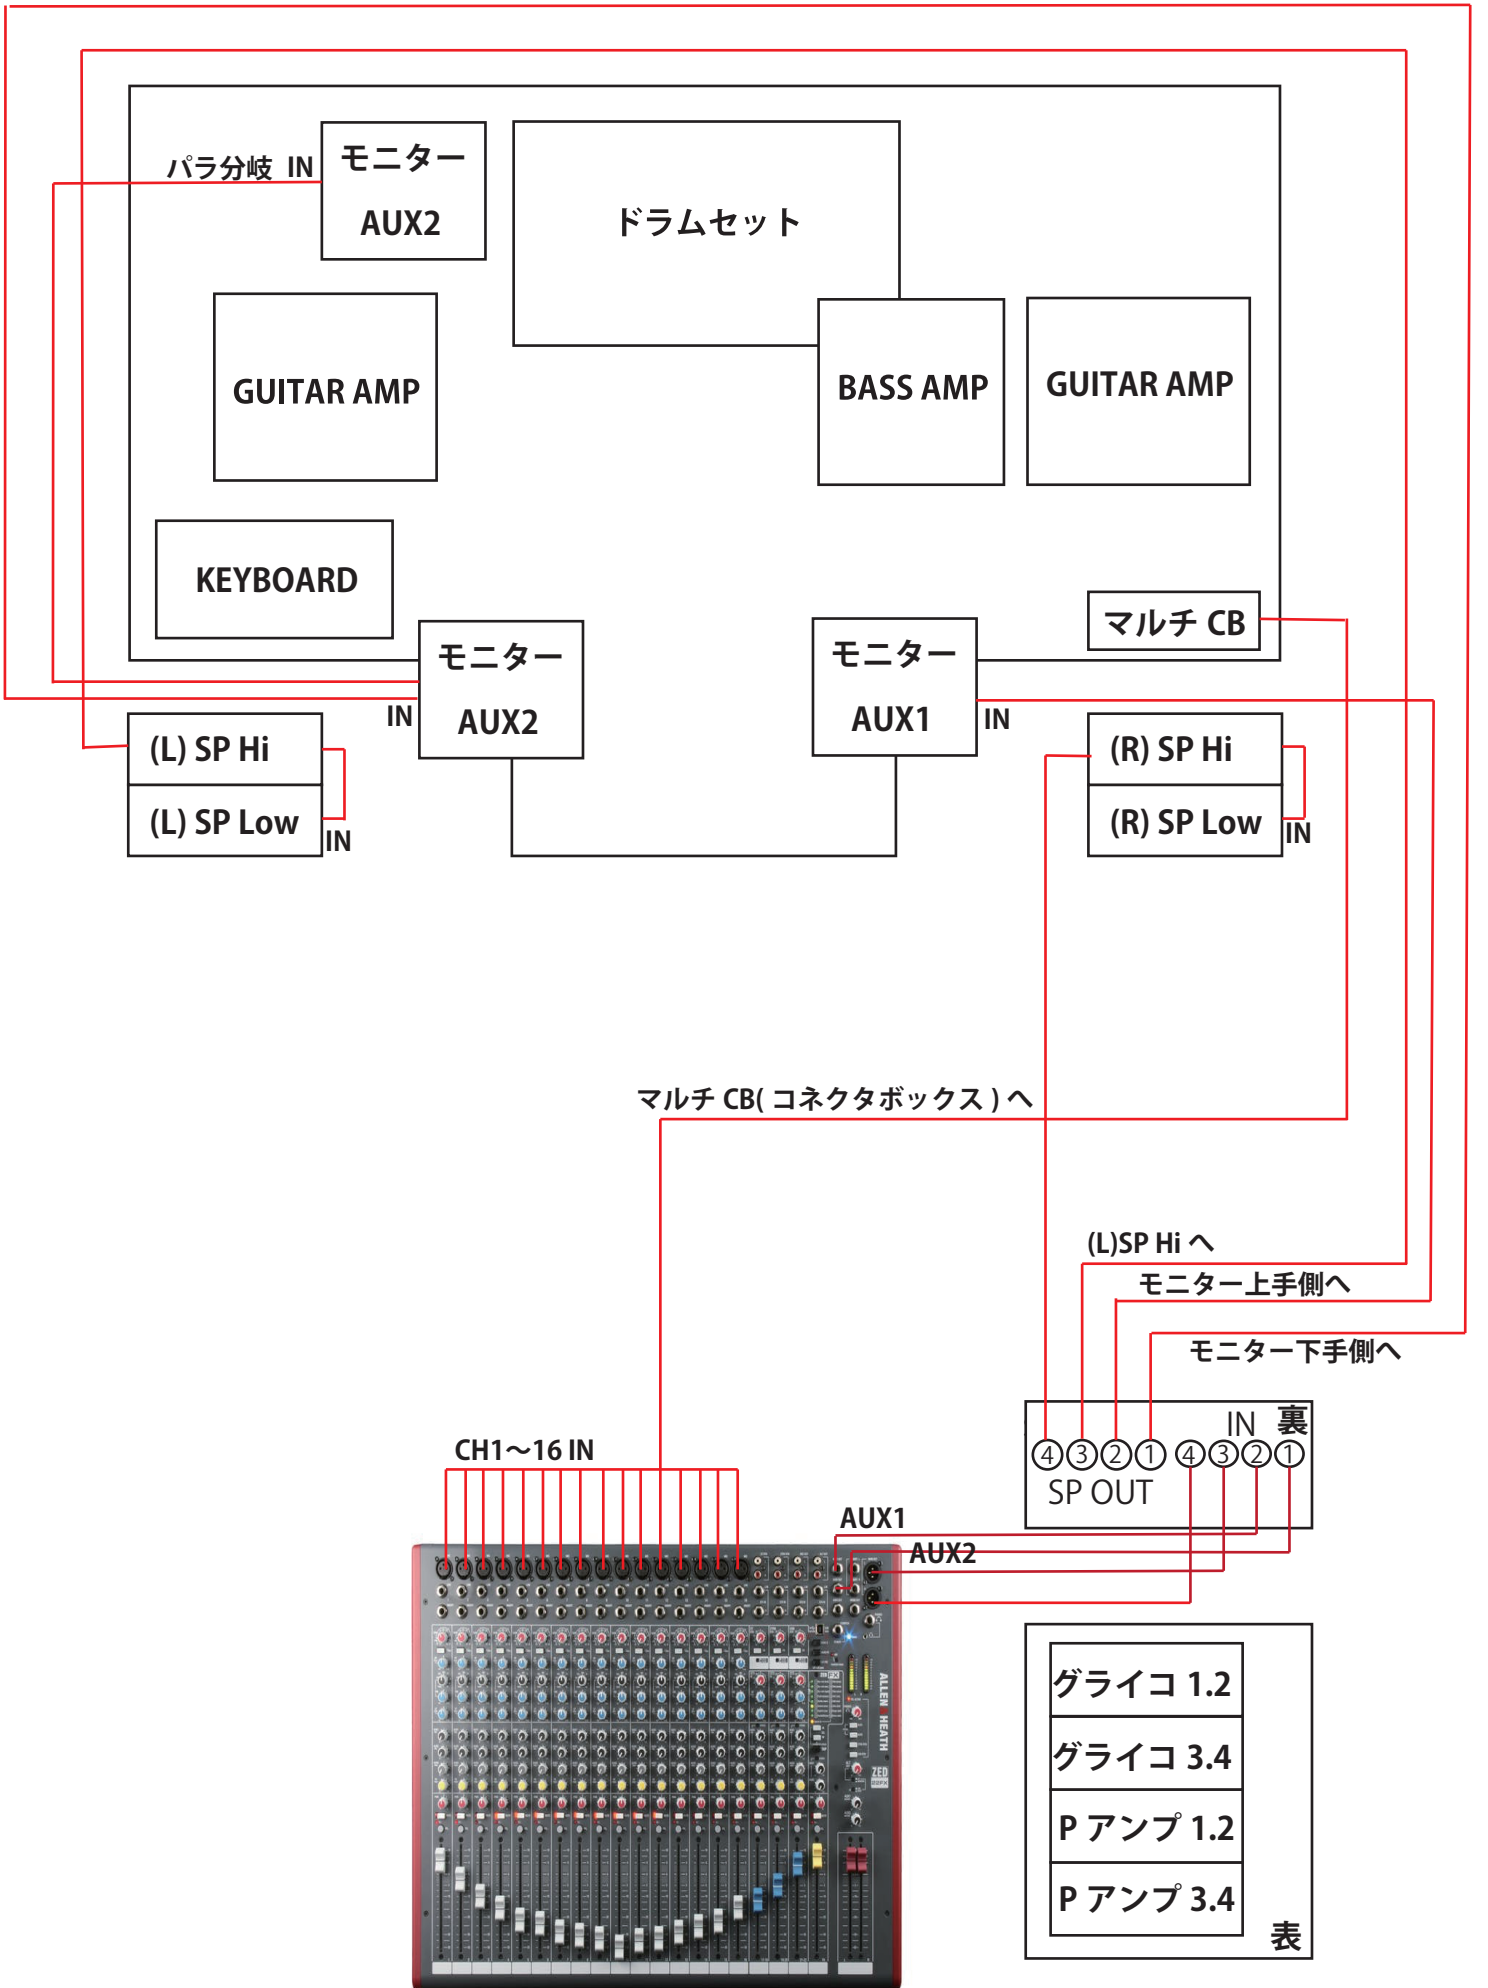 パラ分岐 IN
モニター
AUX2
ドラムセット
GUITAR AMP
BASS AMP
GUITAR AMP
KEYBOARD
マルチ CB
モニター
AUX2
IN
モニター
AUX1
IN
(L) SP Hi
(L) SP Low
IN
(R) SP Hi
(R) SP Low
IN
マルチ CB( コネクタボックス ) へ
(L)SP Hi へ
モニター上手側へ
モニター下手側へ
IN 裏
④③②① ④③②①
SP OUT
CH1〜16 IN
AUX1
AUX2
ALLEN HEATH
ZED
22FX
グライコ 1.2
グライコ 3.4
P アンプ 1.2
P アンプ 3.4
表